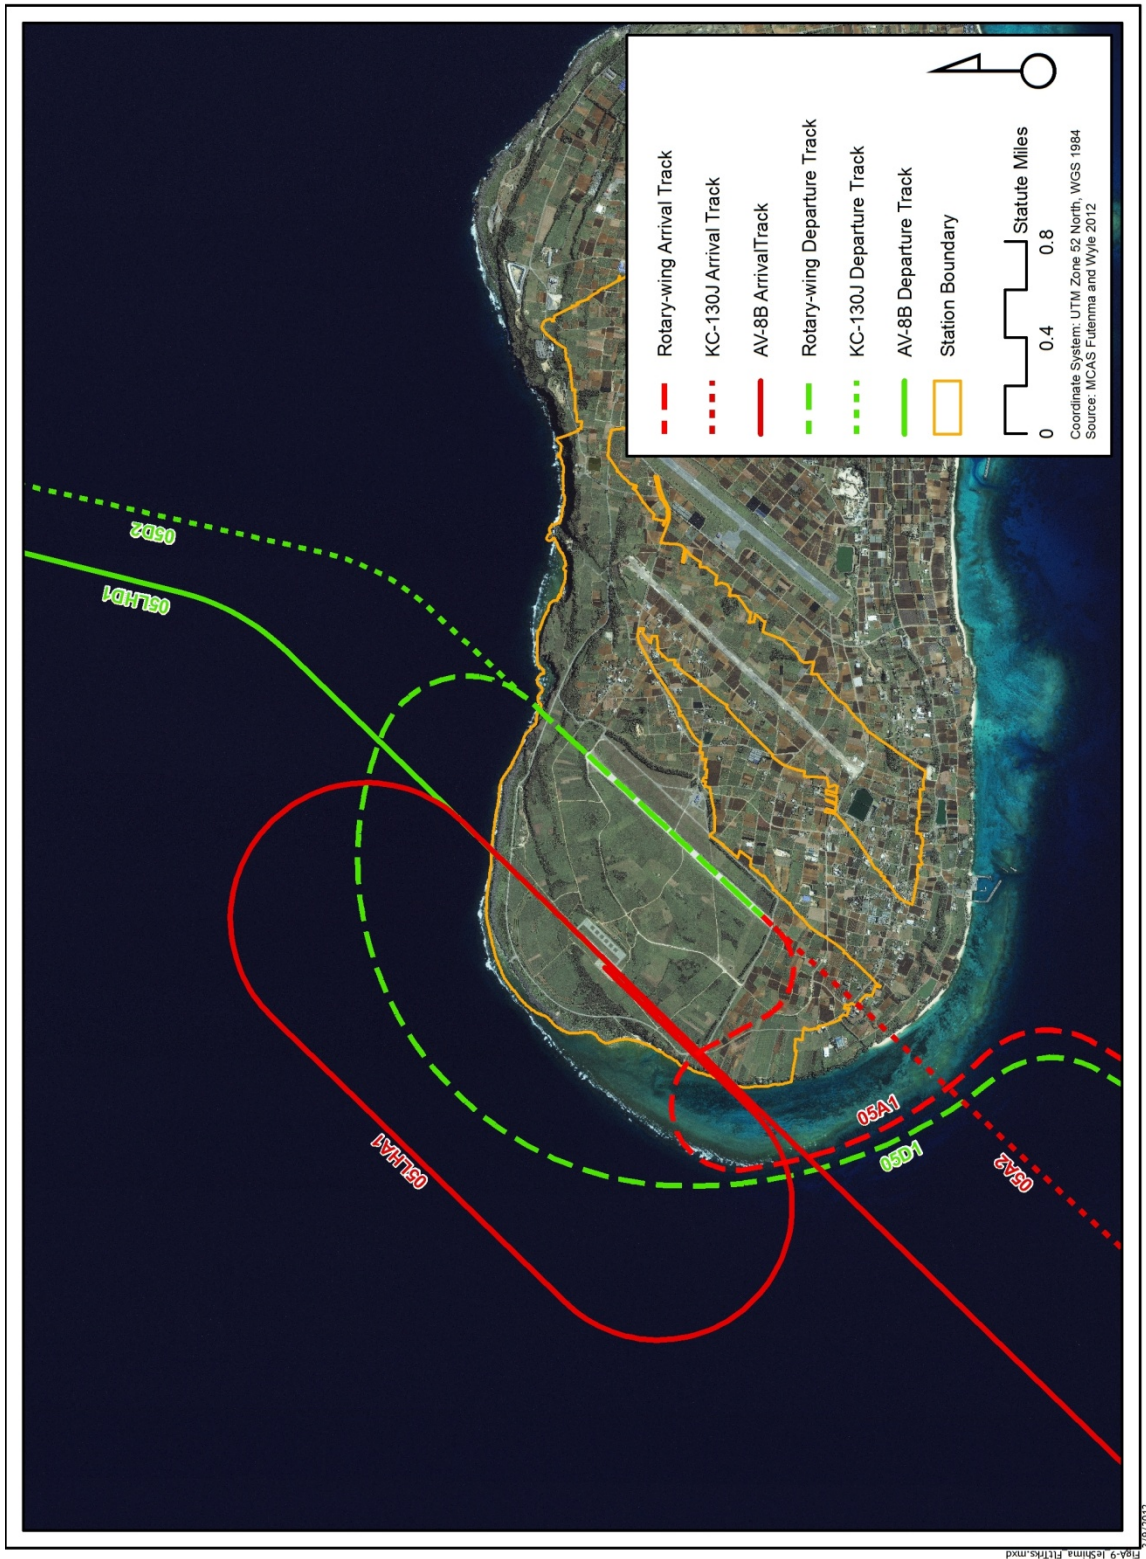 05D2
05LHD1
05LHA1
05A1
05D1
05A2
Rotary-wing Arrival Track
KC-130J Arrival Track
AV-8B ArrivalTrack
Rotary-wing Departure Track
KC-130J Departure Track
AV-8B Departure Track
Station Boundary
0 0.4 0.8 Statute Miles
Coordinate System: UTM Zone 52 North, WGS 1984
Source: MCAS Futenma and Wyle 2012
FigA-9_IeShima_FltTrks.mxd